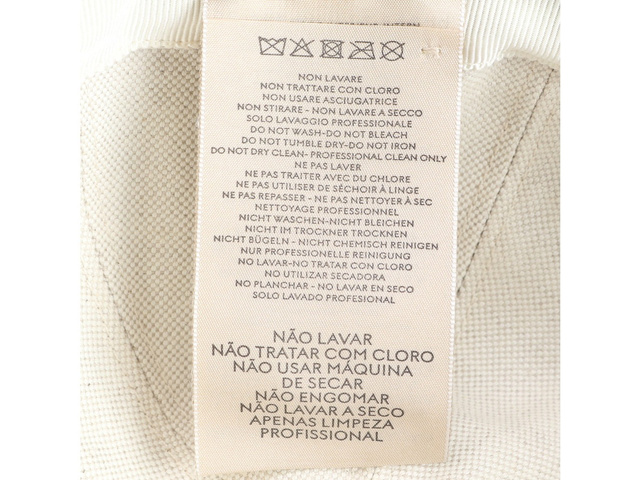 NON LAVARE
NON TRATTARE CON CLORO
NON USARE ASCIUGATRICE
NON STIRARE - NON LAVARE A SECCO
SOLO LAVAGGIO PROFESSIONALE
DO NOT WASH-DO NOT BLEACH
DO NOT TUMBLE DRY-DO NOT IRON
DO NOT DRY CLEAN- PROFESSIONAL CLEAN ONLY
NE PAS LAVER
NE PAS TRAITER AVEC DU CHLORE
NE PAS UTILISER DE SÉCHOIR À LINGE
NE PAS REPASSER - NE PAS NETTOYER À SEC
NETTOYAGE PROFESSIONNEL
NICHT WASCHEN-NICHT BLEICHEN
NICHT IM TROCKNER TROCKNEN
NICHT BÜGELN - NICHT CHEMISCH REINIGEN
NUR PROFESSIONELLE REINIGUNG
NO LAVAR-NO TRATAR CON CLORO
NO UTILIZAR SECADORA
NO PLANCHAR - NO LAVAR EN SECO
SOLO LAVADO PROFESIONAL
NÃO LAVAR
NÃO TRATAR COM CLORO
NÃO USAR MÁQUINA
DE SECAR
NÃO ENGOMAR
NÃO LAVAR A SECO
APENAS LIMPEZA
PROFISSIONAL